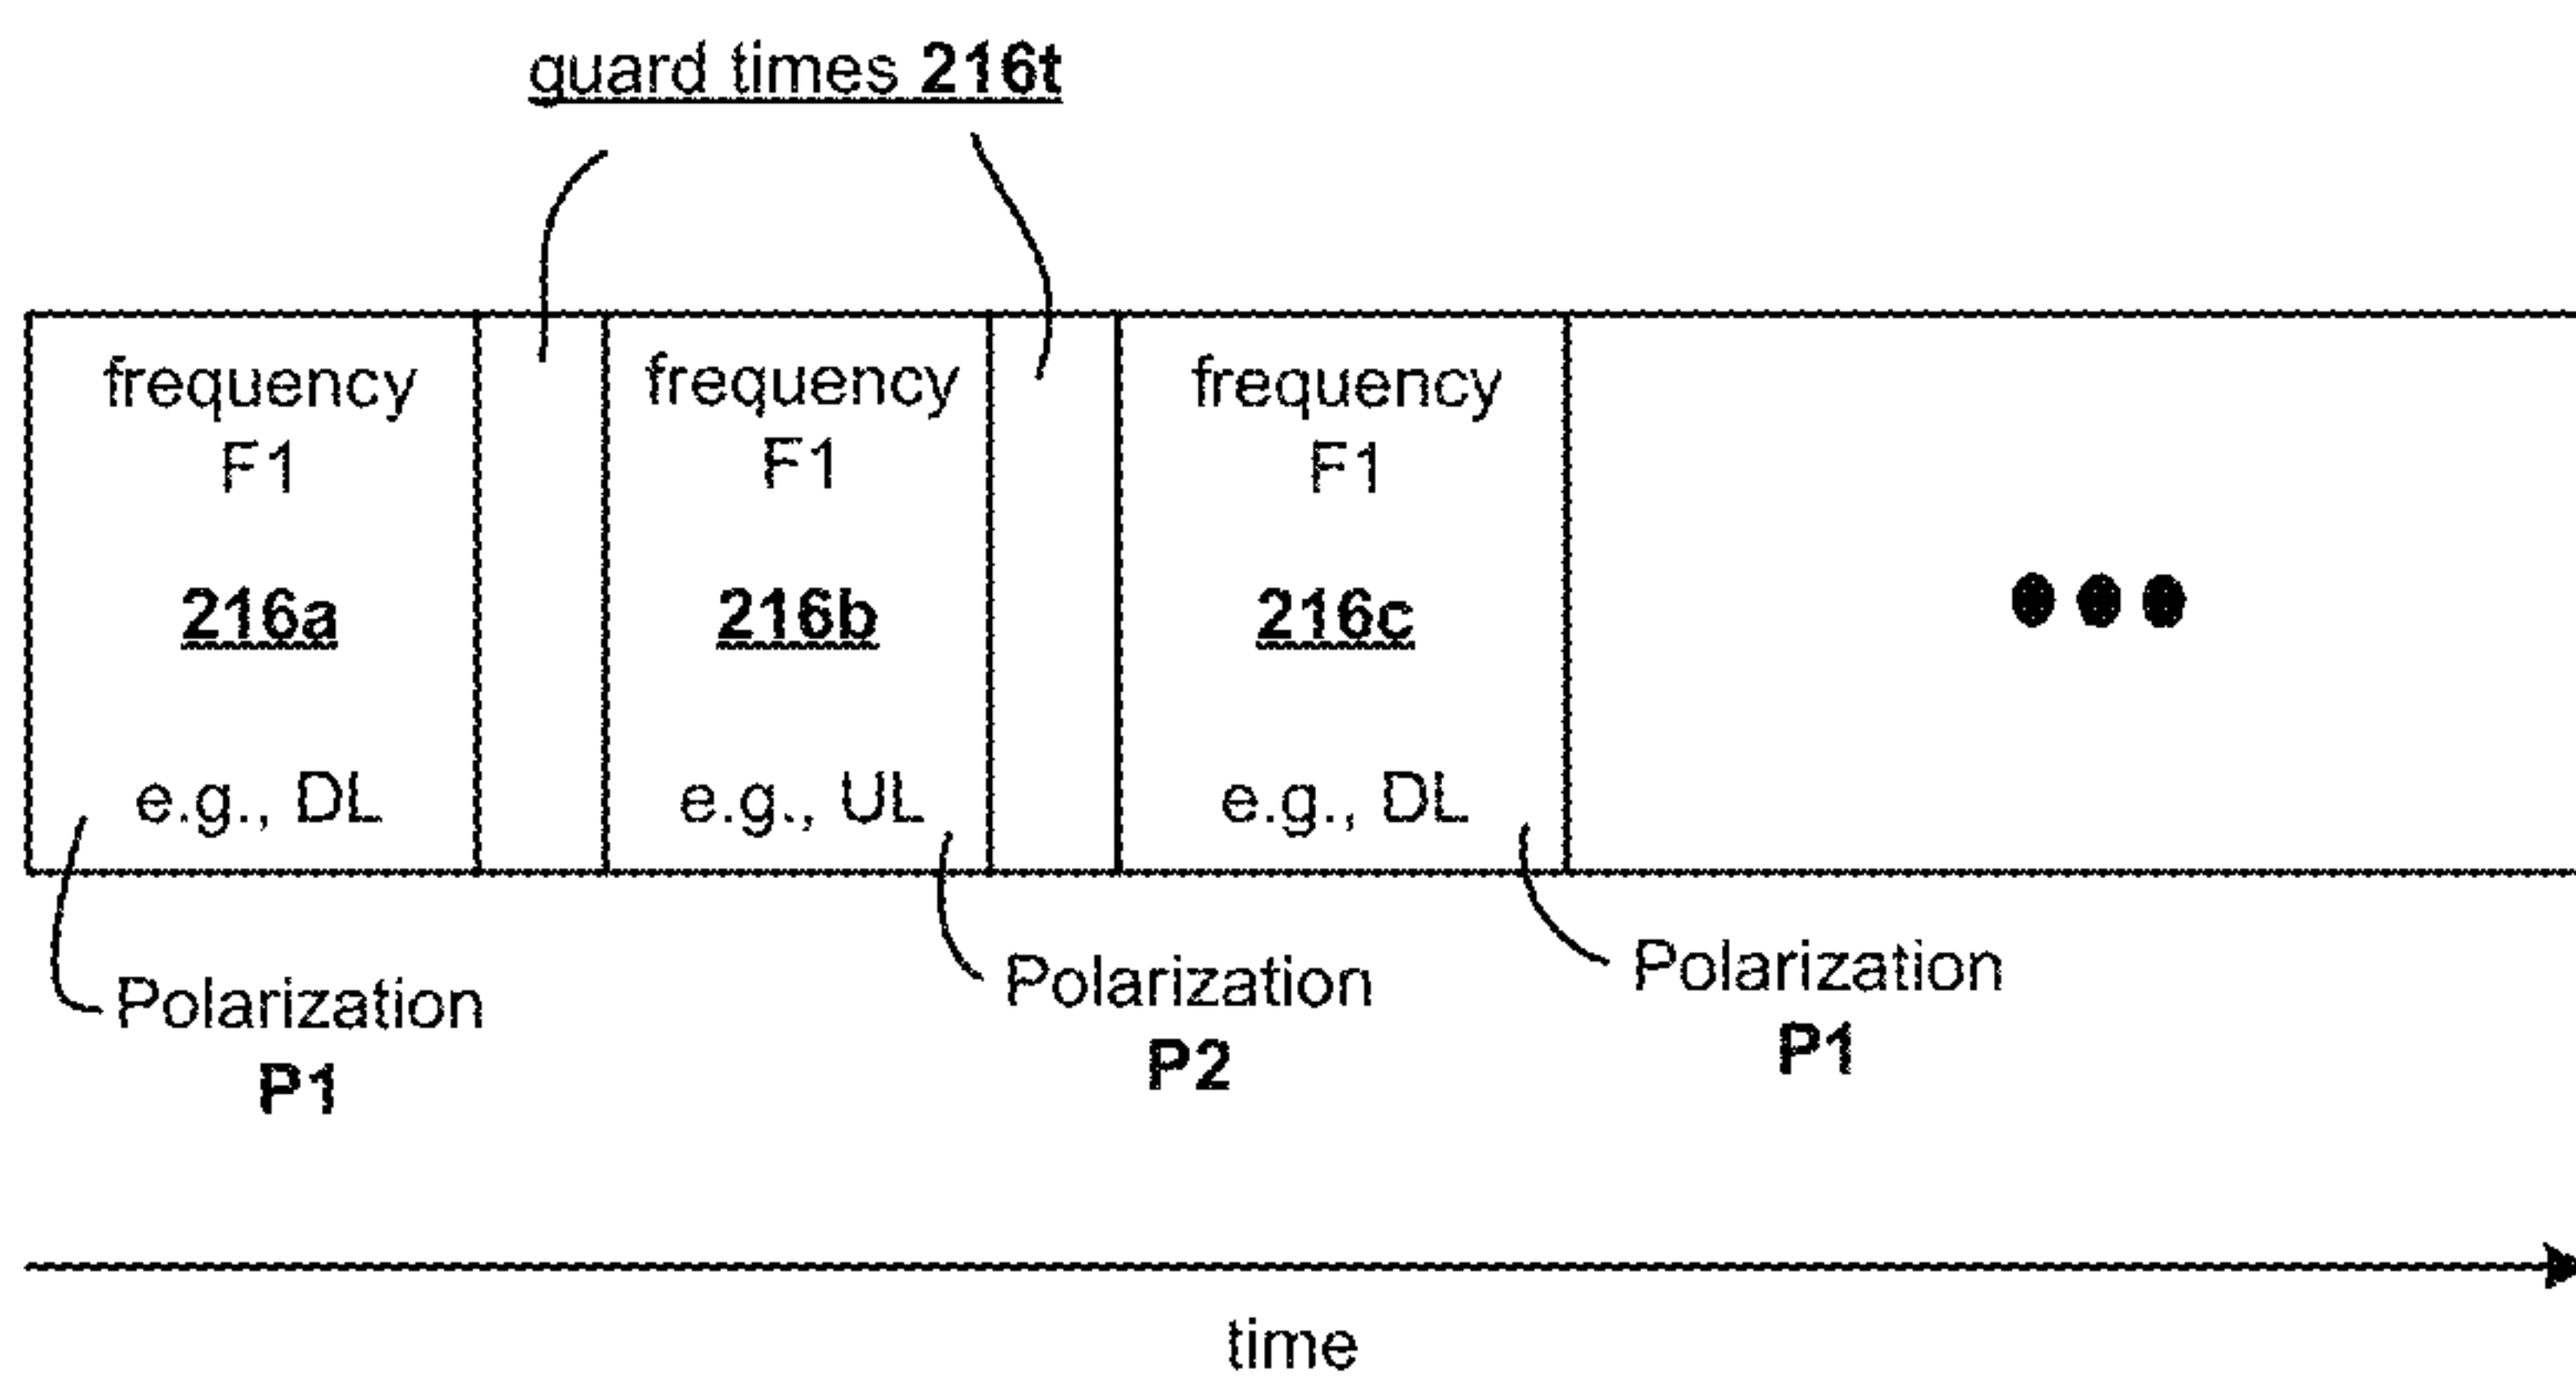 guard times 216t
frequency
F1
216a
e.g., DL
frequency
F1
216b
e.g., UL
frequency
F1
216c
e.g., DL
Polarization
P1
Polarization
P2
Polarization
P1
time